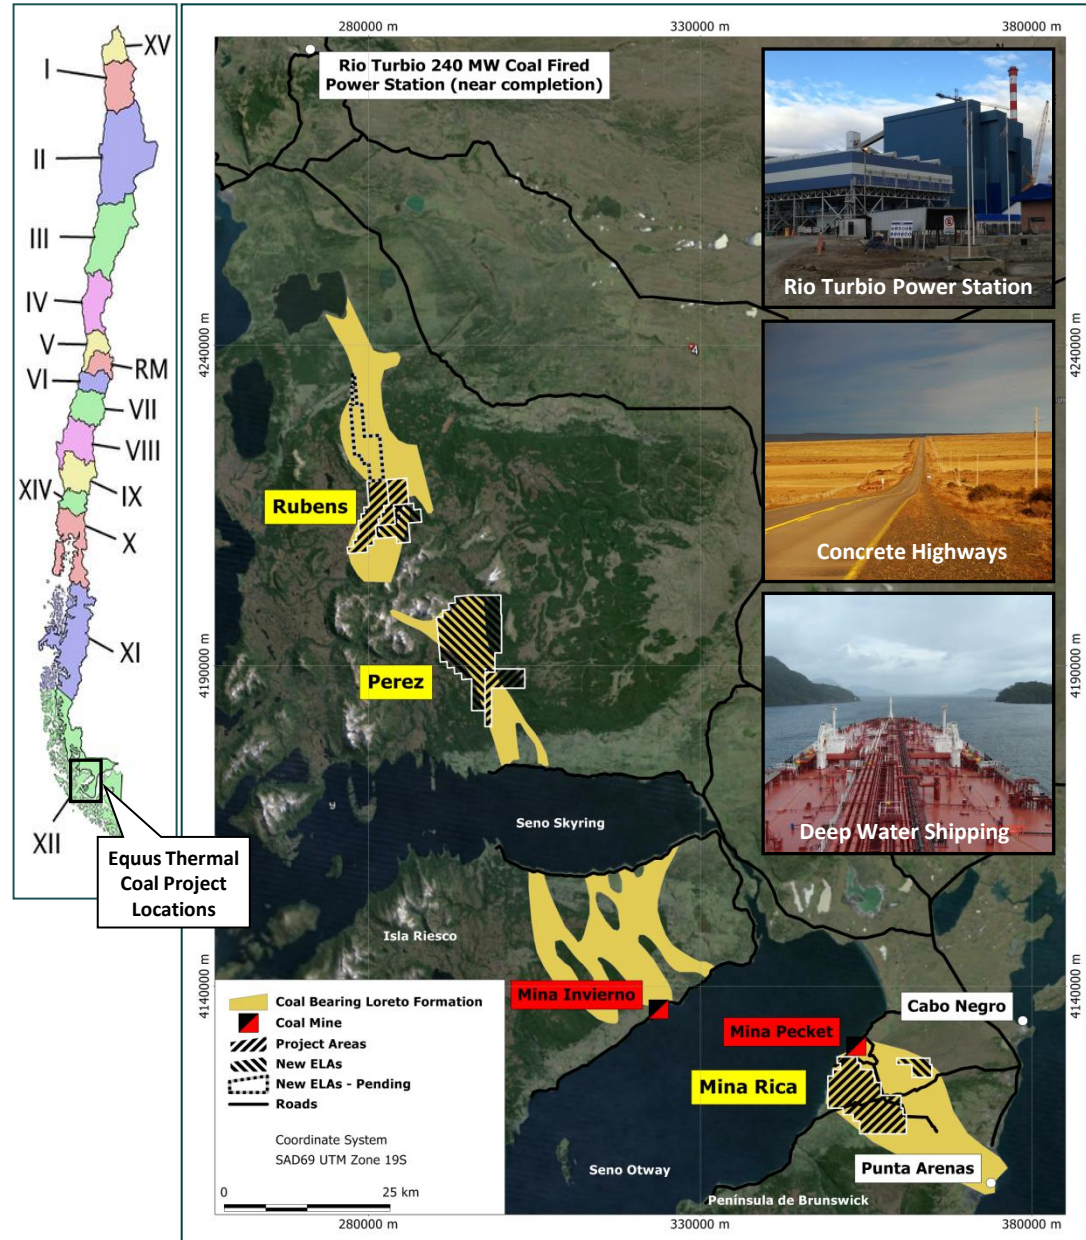 XV
I
II
III
IV
V
RM
VI
VII
VIII
IX
XIV
X
XI
XII
Equus Thermal
Coal Project
Locations
280000 m
330000 m
380000 m
Rio Turbio 240 MW Coal Fired
Power Station (near completion)
Rio Turbio Power Station
4240000 m
4240000 m
4
Concrete Highways
Rubens
4190000 m
4190000 m
Perez
Deep Water Shipping
Seno Skyring
Isla Riesco
4140000 m
4140000 m
Mina Invierno
Cabo Negro
Mina Pecket
Mina Rica
Punta Arenas
Seno Otway
Península de Brunswick
Coal Bearing Loreto Formation
Coal Mine
Project Areas
New ELAs
New ELAs - Pending
Roads
Coordinate System
SAD69 UTM Zone 19S
0
25 km
280000 m
330000 m
380000 m